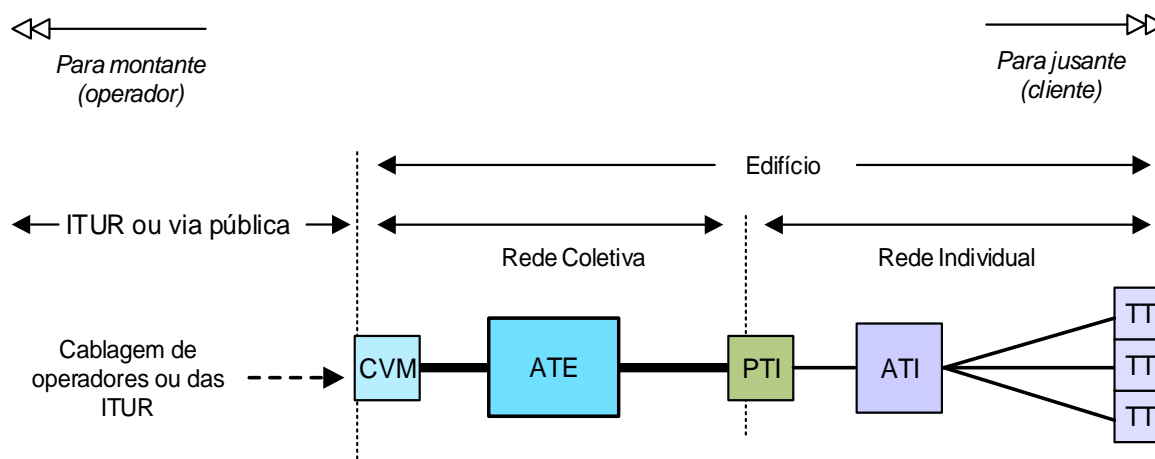 Para montante
(operador)
Para jusante
(cliente)
Edifício
ITUR ou via pública
Rede Coletiva
Rede Individual
Cablagem de
operadores ou das
ITUR
CVM
ATE
PTI
ATI
TT
TT
TT